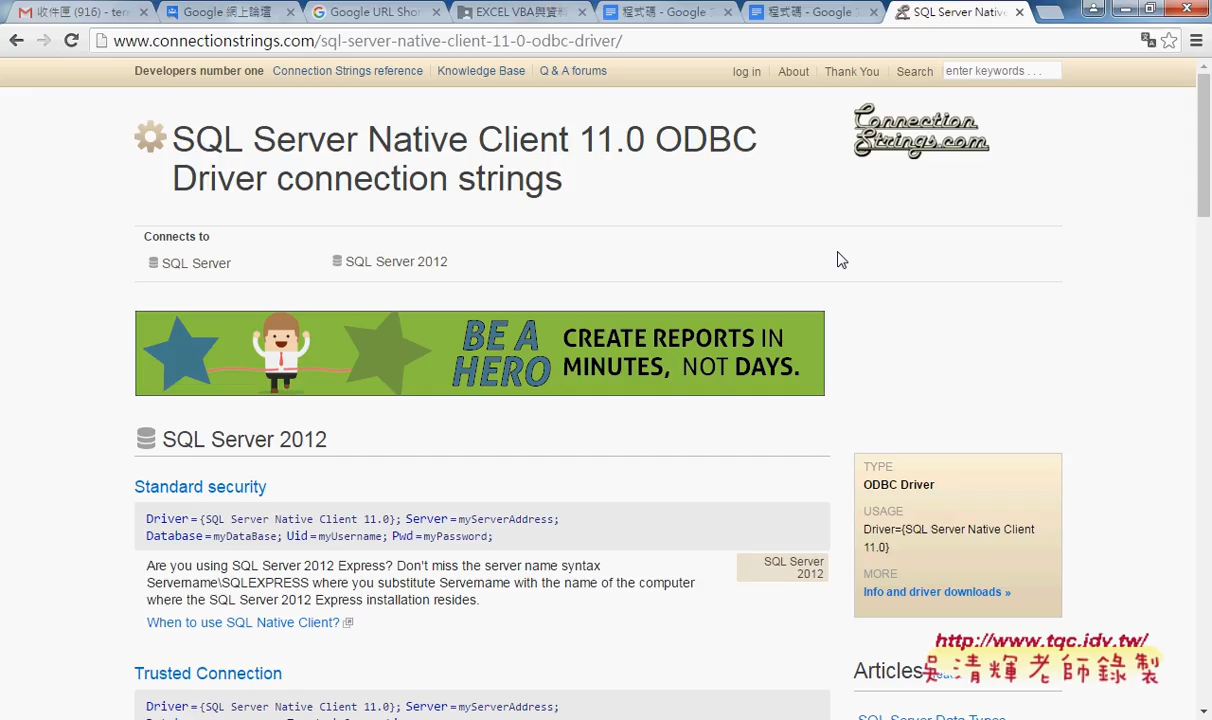 收件匣 (916) - ter
Google 網上論壇
Google URL Sho
EXCEL VBA與資料
程式碼 - Google
程式碼 - Google
SQL Server Native
www.connectionstrings.com/sql-server-native-client-11-0-odbc-driver/
Developers number one Connection Strings reference Knowledge Base Q & A forums log in About Thank You Search enter keywords . . .
SQL Server Native Client 11.0 ODBC
Driver connection strings
Connection
Strings.com
Connects to
SQL Server SQL Server 2012
BE A
HERO
CREATE REPORTS IN
MINUTES, NOT DAYS.
SQL Server 2012
Standard security
Driver={SQL Server Native Client 11.0}; Server=myServerAddress;
Database=myDataBase; Uid=myUsername; Pwd=myPassword;
Are you using SQL Server 2012 Express? Don't miss the server name syntax
Servername\SQLEXPRESS where you substitute Servername with the name of the computer
where the SQL Server 2012 Express installation resides.
SQL Server
2012
When to use SQL Native Client?
Trusted Connection
Driver={SQL Server Native Client 11.0}; Server=myServerAddress;
TYPE
ODBC Driver
USAGE
Driver={SQL Server Native Client
11.0}
MORE
Info and driver downloads »
http://www.tqc.idv.tw/
Articles
吳清輝老師錄製
SQL Server Data Types